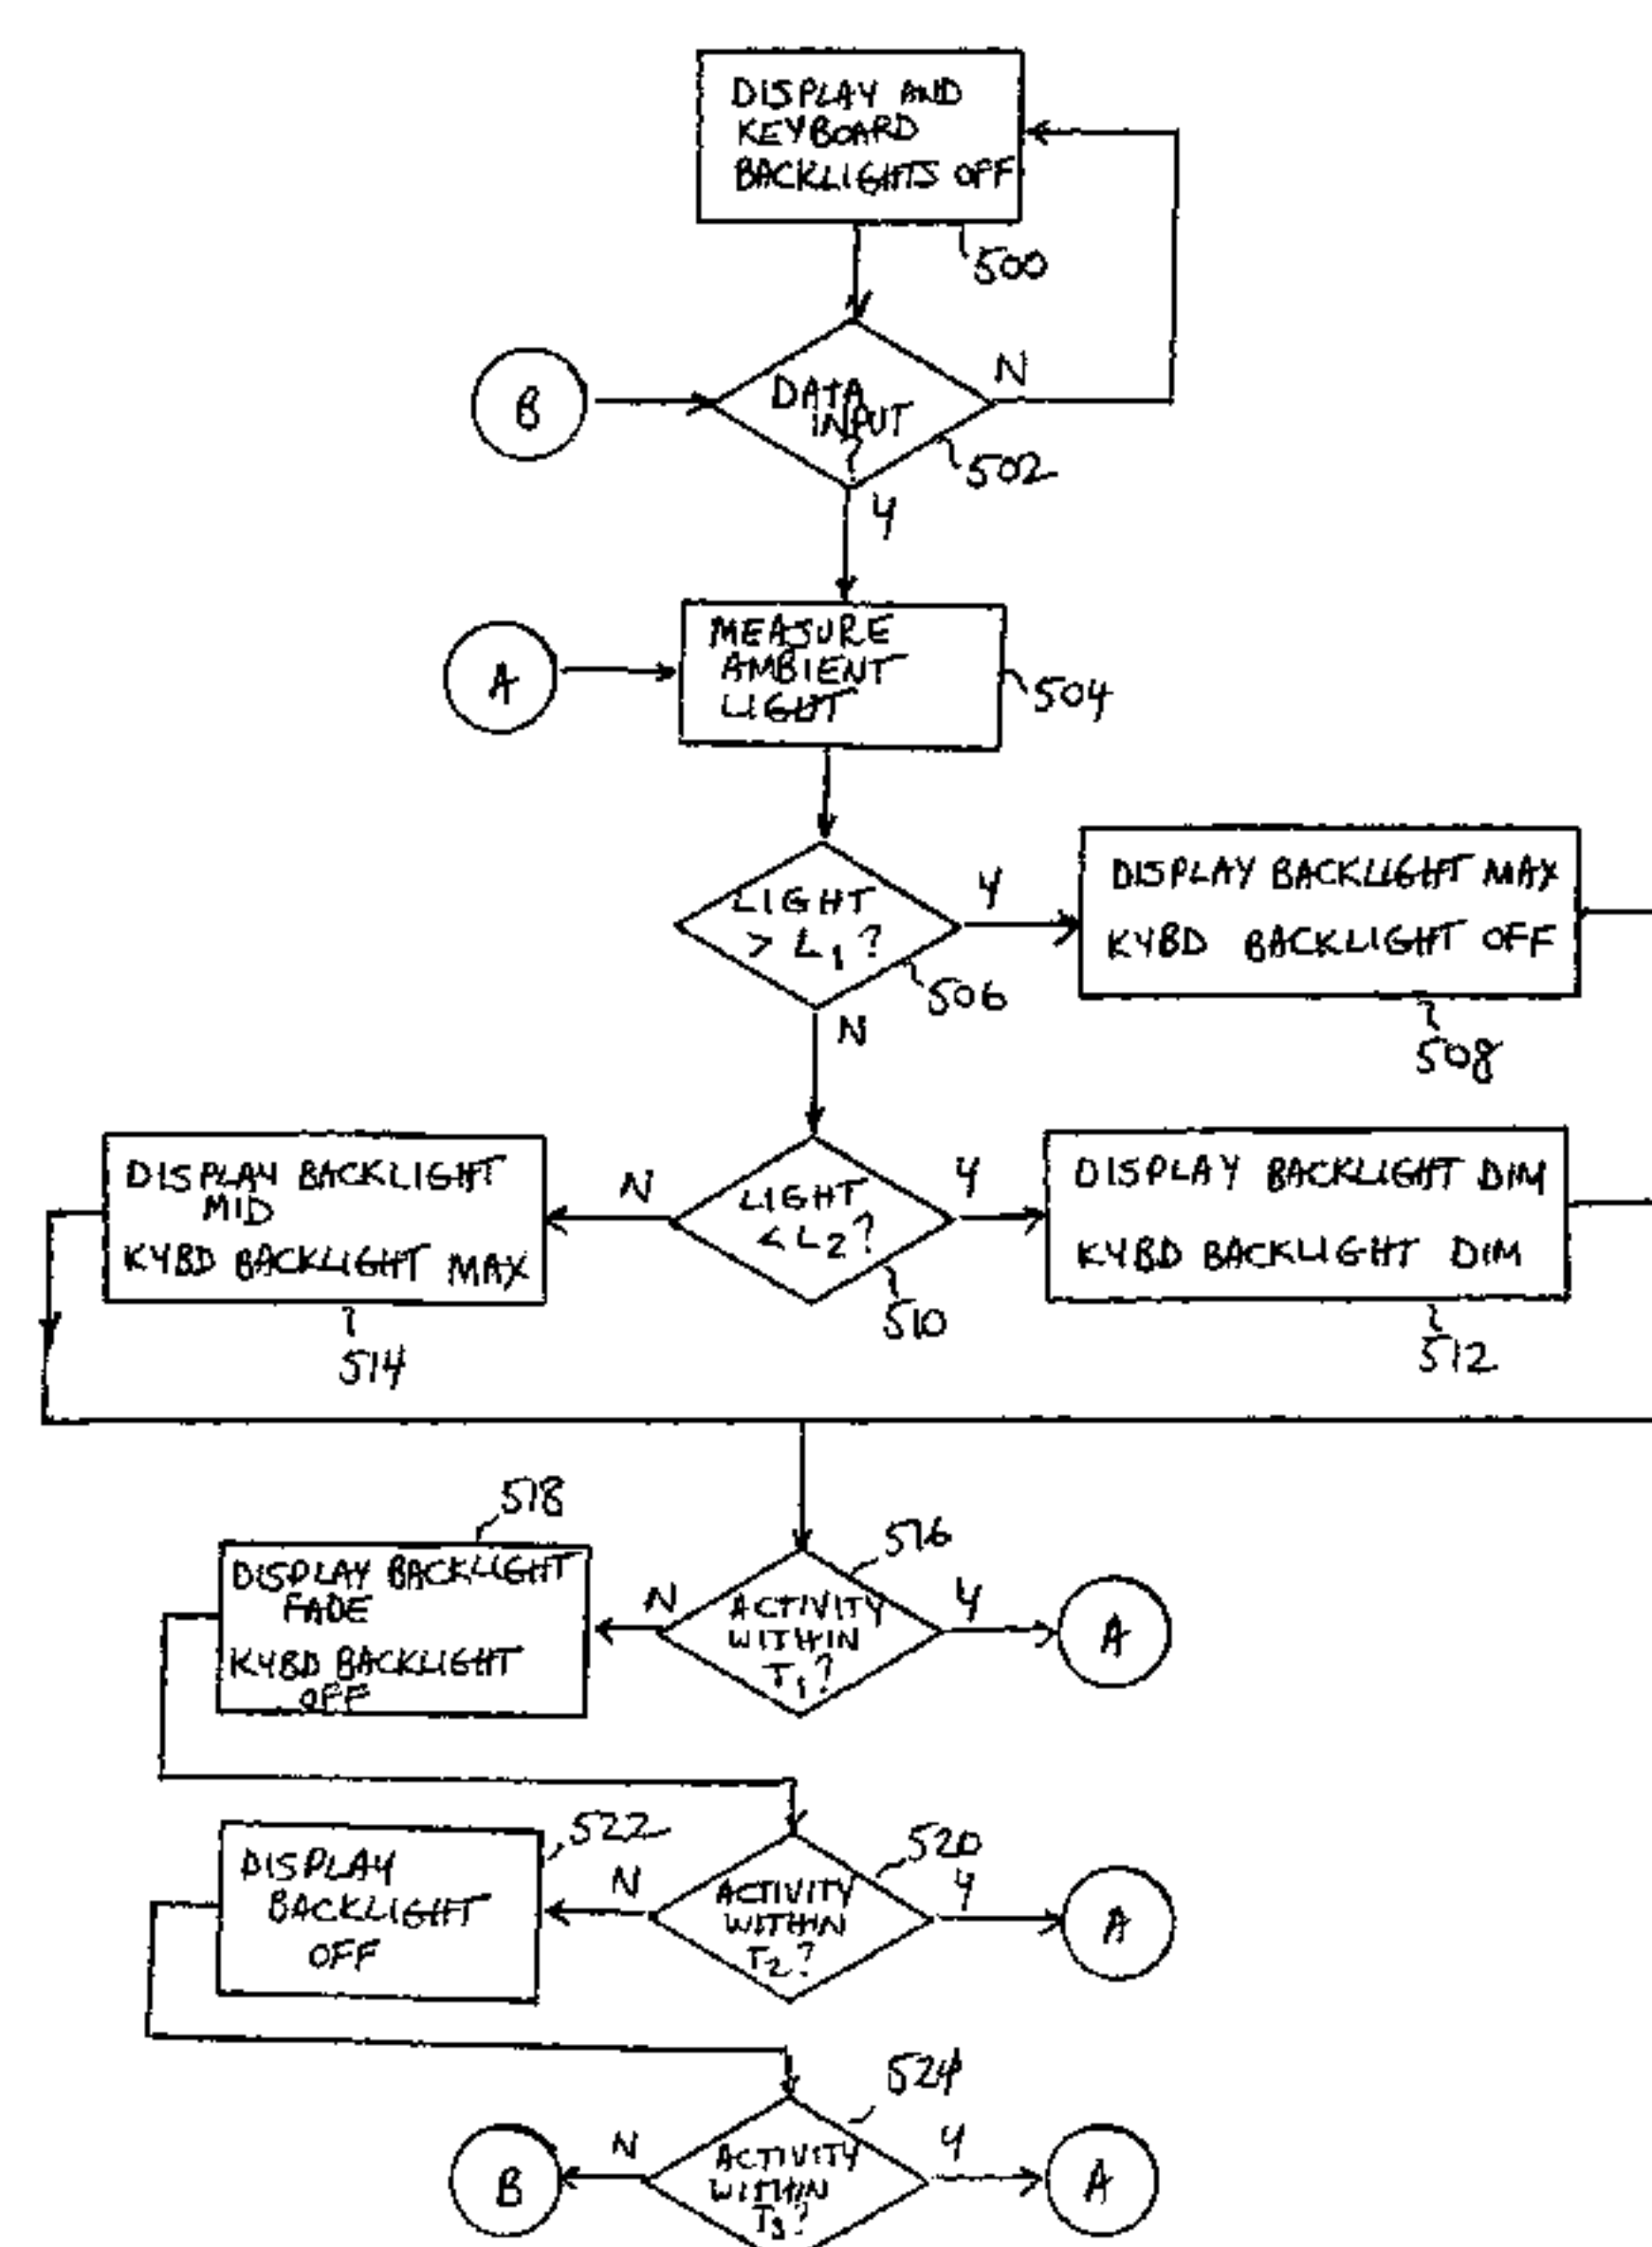 DISPLAY AND
KEYBOARD
BACKLIGHTS OFF
500
B
DATA
INPUT
?
N
502
Y
A
MEASURE
AMBIENT
LIGHT
504
LIGHT
> L1?
Y
506
N
DISPLAY BACKLIGHT MAX
KYBD BACKLIGHT OFF
508
DISPLAY BACKLIGHT
MID
KYBD BACKLIGHT MAX
514
N
LIGHT
< L2?
Y
510
DISPLAY BACKLIGHT DIM
KYBD BACKLIGHT DIM
512
518
DISPLAY BACKLIGHT
FADE
KYBD BACKLIGHT
OFF
N
516
ACTIVITY
WITHIN
T1?
Y
A
522
DISPLAY
BACKLIGHT
OFF
N
520
ACTIVITY
WITHIN
T2?
Y
A
524
B
N
ACTIVITY
WITHIN
T3?
Y
A